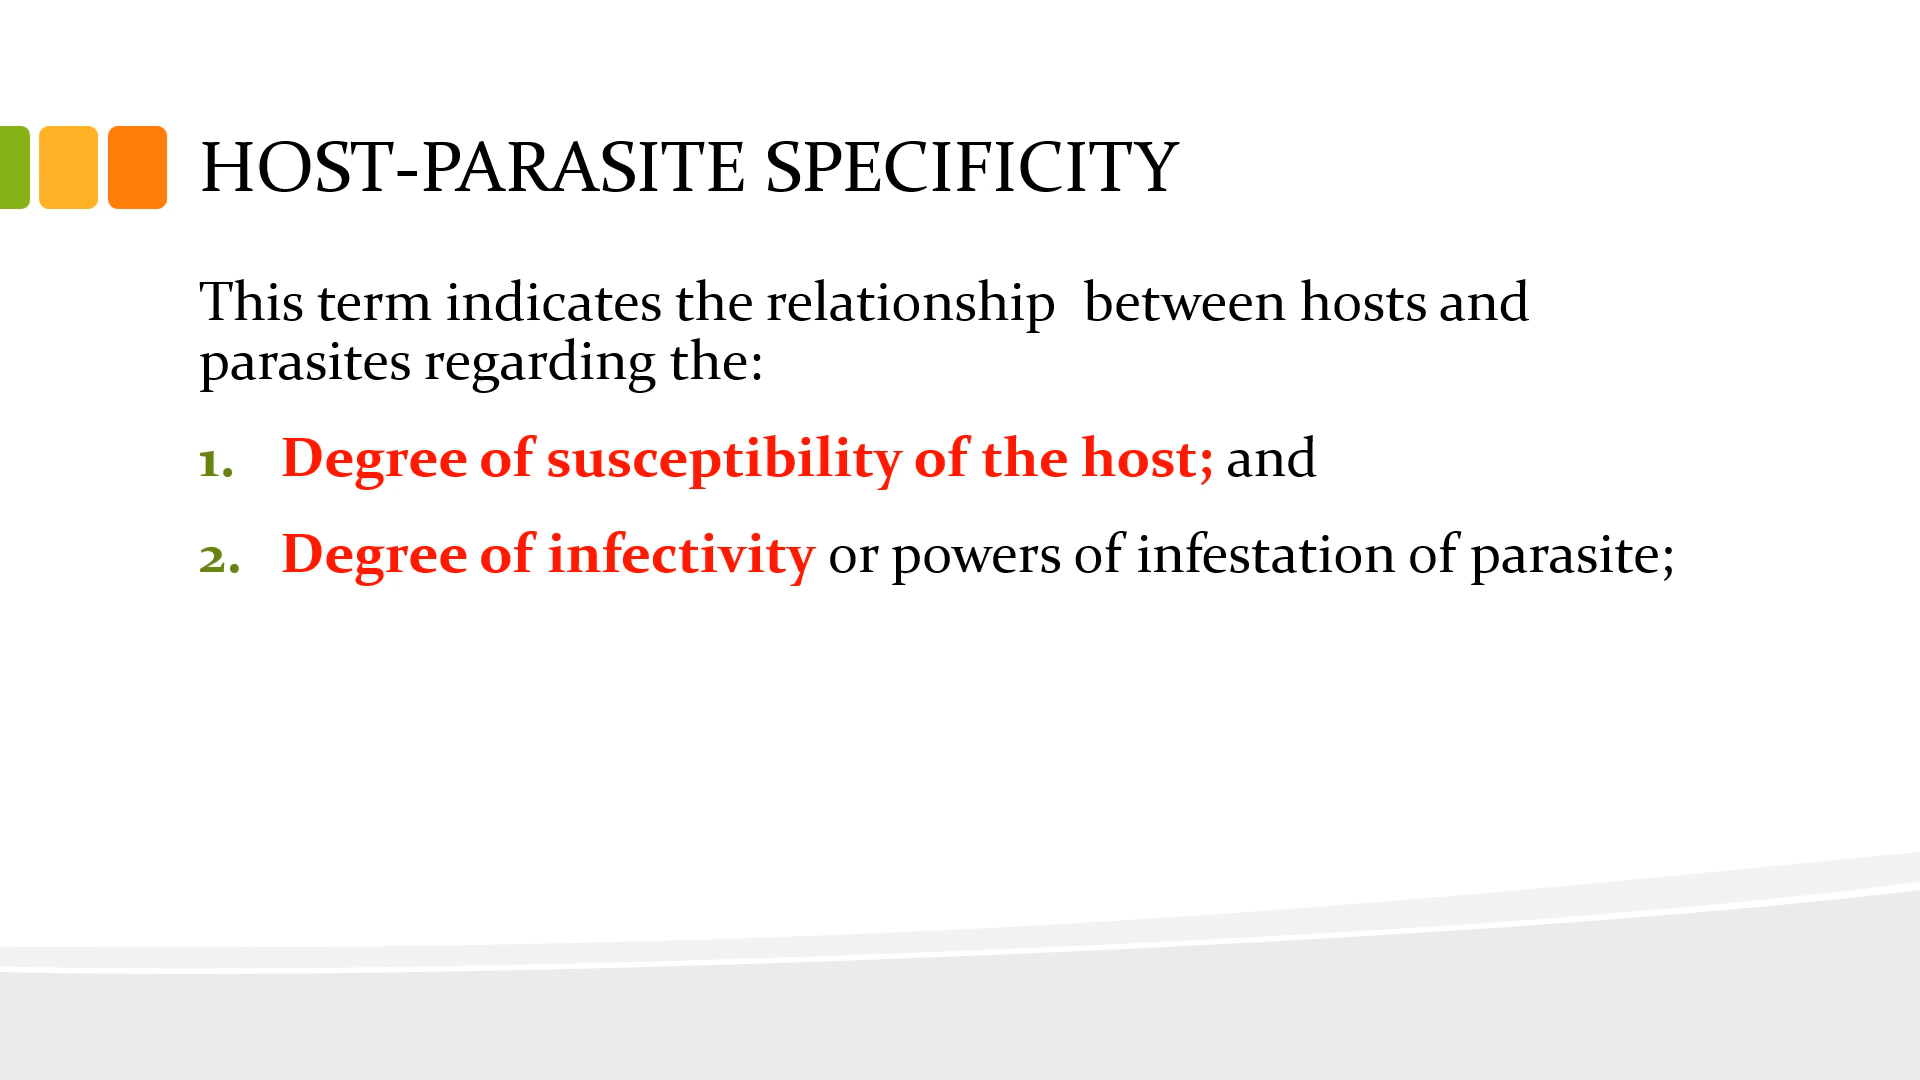 HOST-PARASITE SPECIFICITY
This term indicates the relationship  between hosts and
parasites regarding the:
1. Degree of susceptibility of the host; and
2. Degree of infectivity or powers of infestation of parasite;